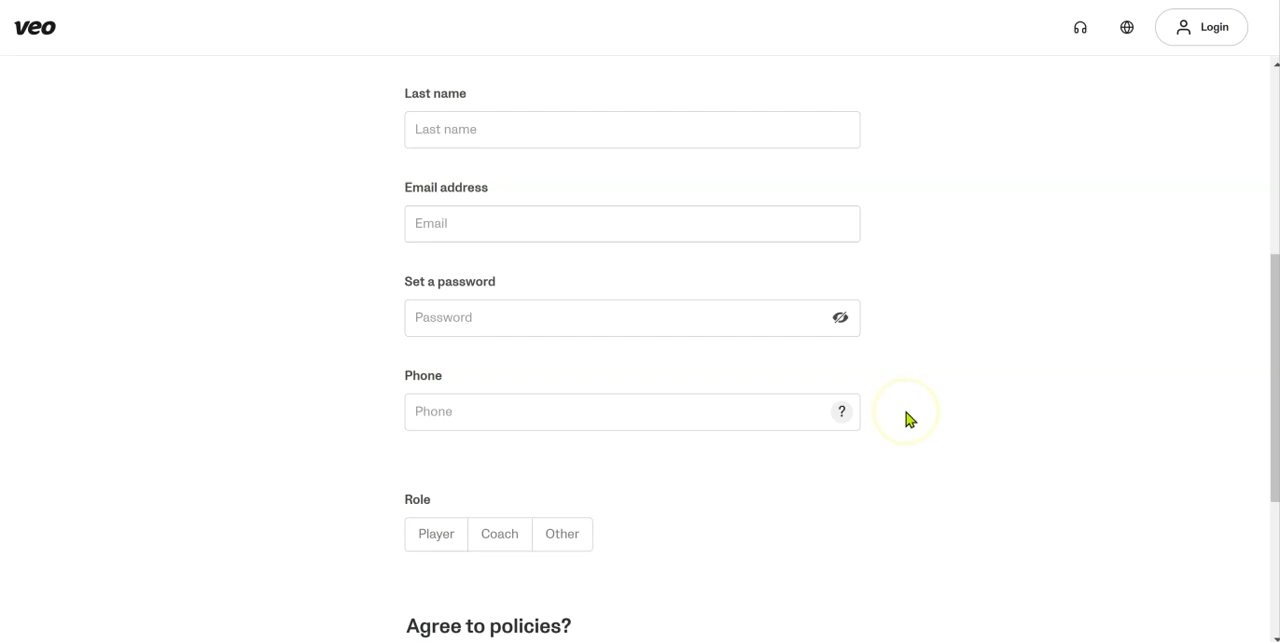 veo
Login
Last name
Last name
Email address
Email
Set a password
Password
Phone
Phone ?
Role
Player Coach Other
Agree to policies?